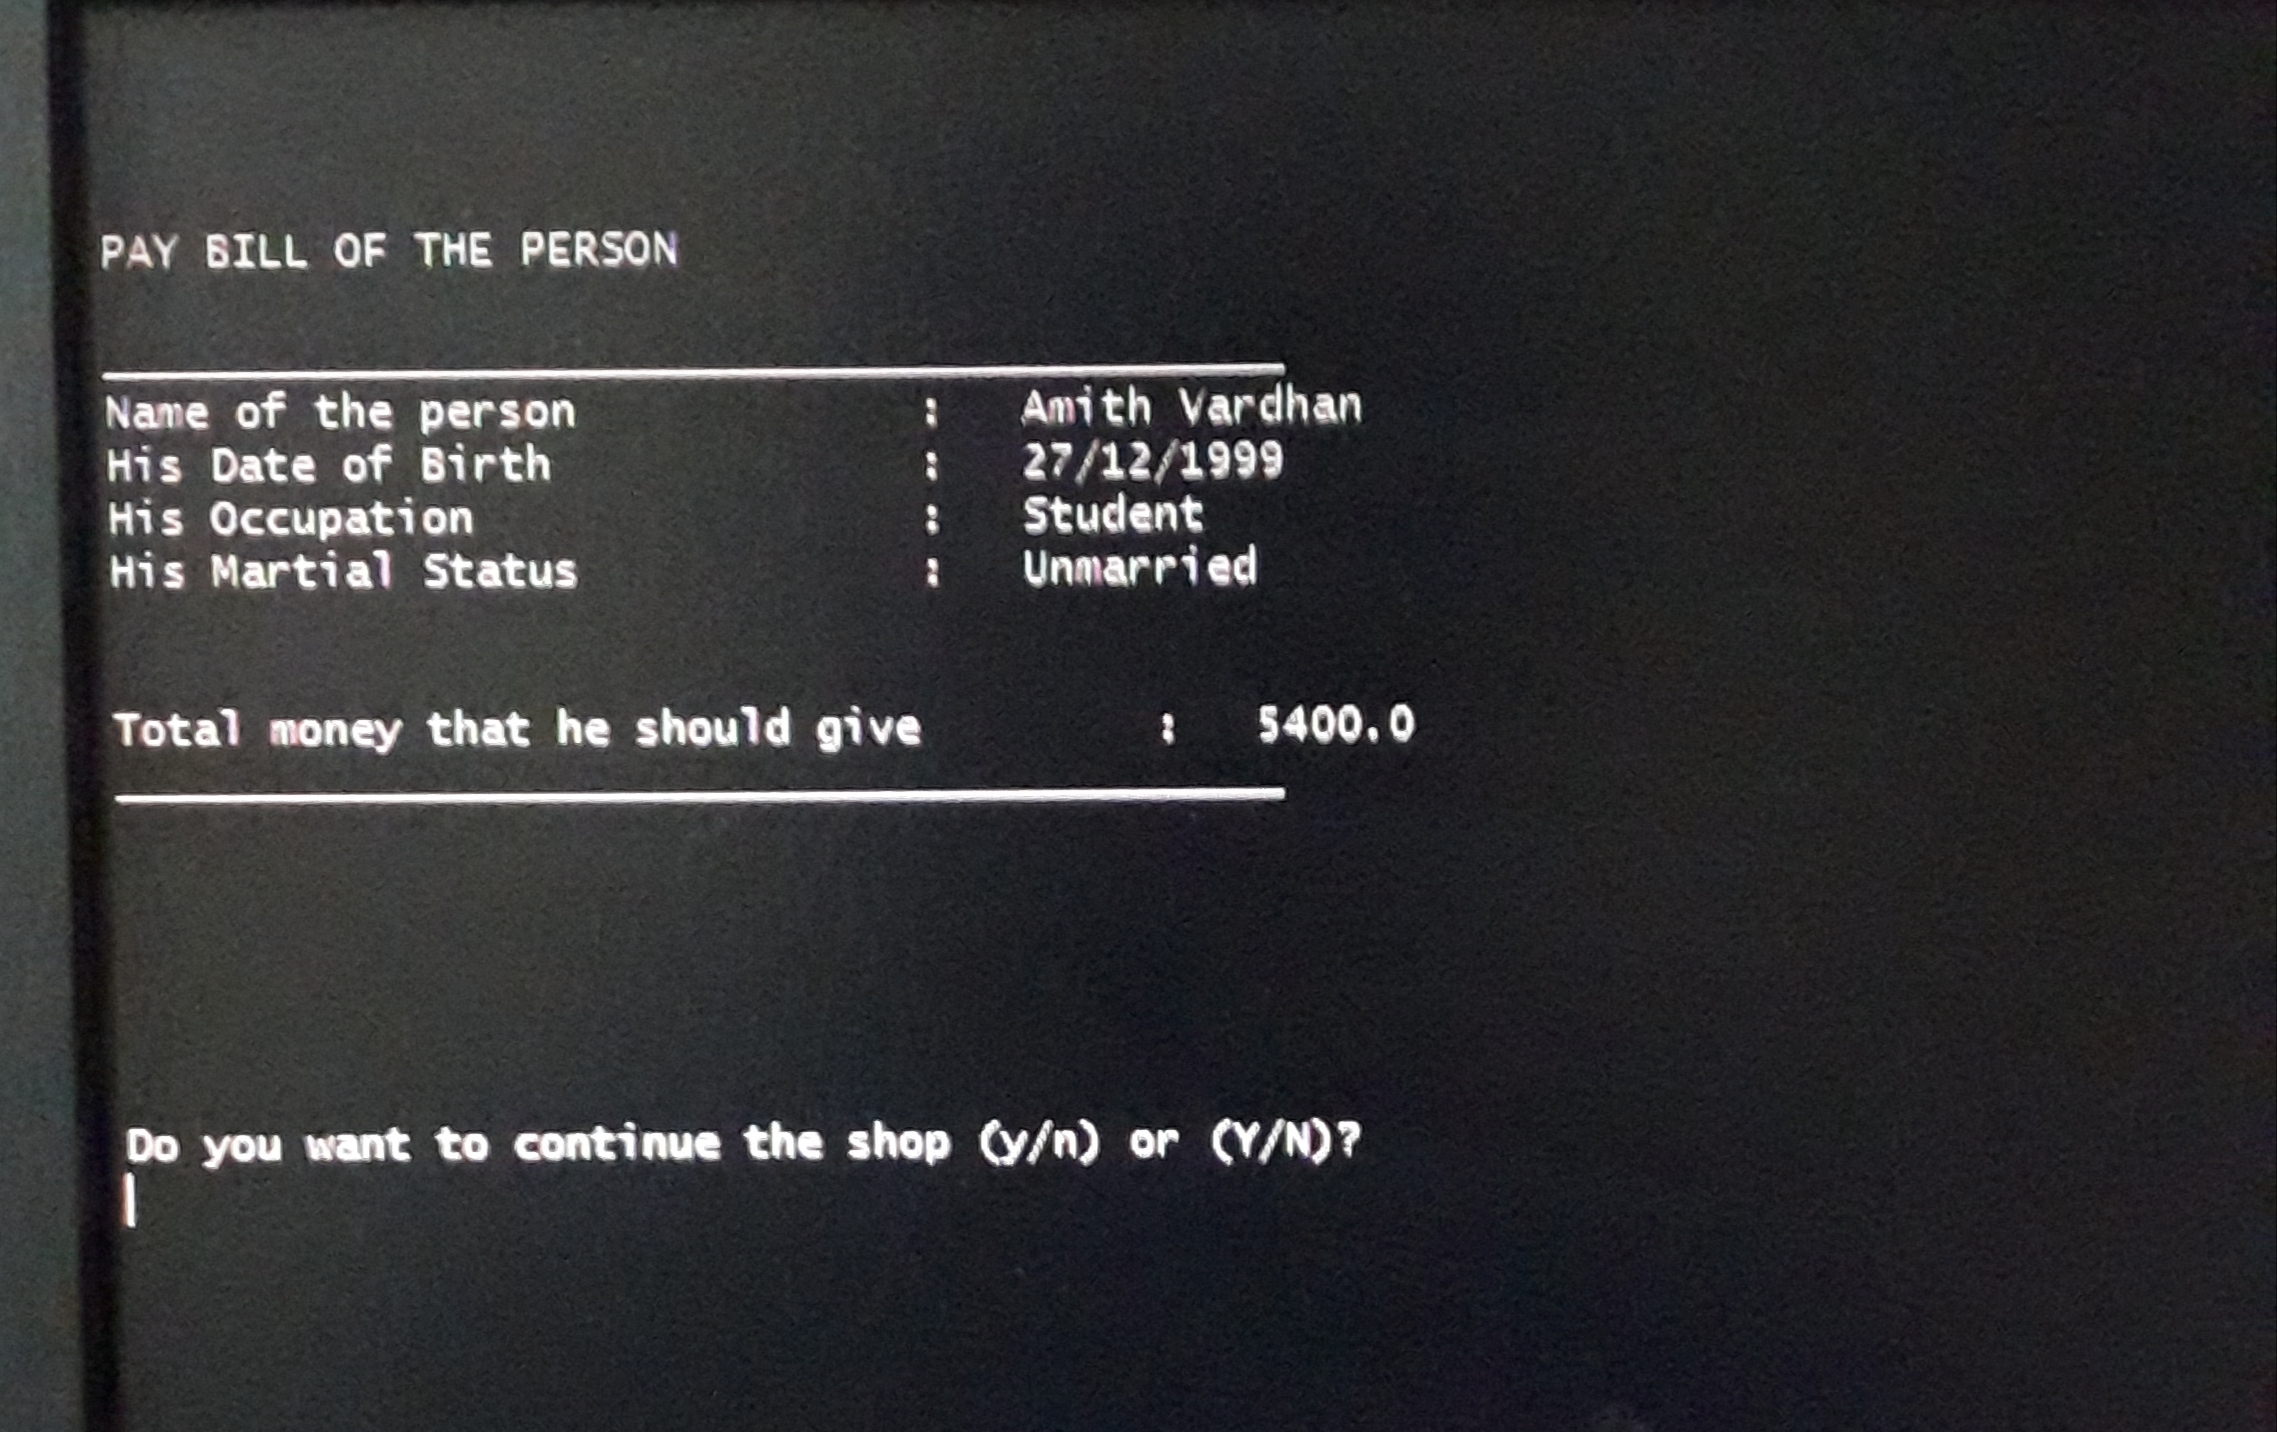 PAY BILL OF THE PERSON
Name of the person : Amith Vardhan
His Date of Birth : 27/12/1999
His Occupation : Student
His Martial Status : Unmarried
Total money that he should give : 5400.0
Do you want to continue the shop (y/n) or (Y/N)?